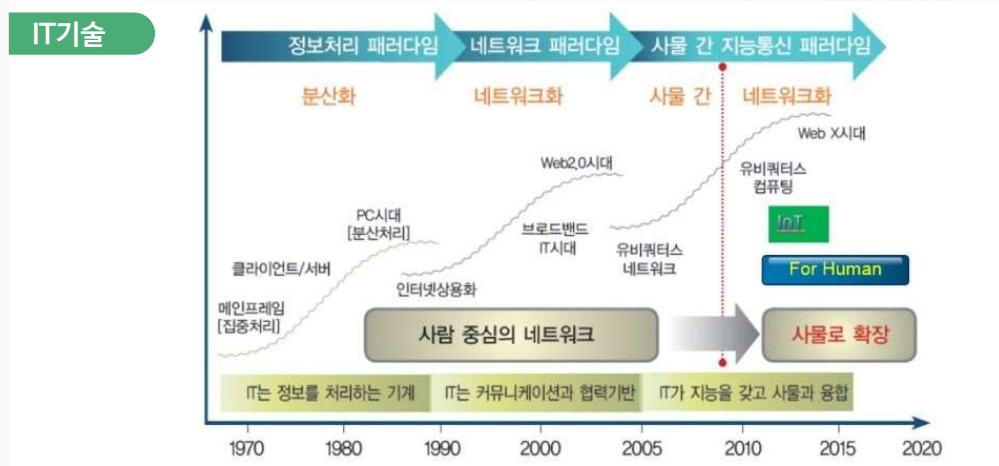 IT기술
정보처리 패러다임
네트워크 패러다임
사물 간 지능통신 패러다임
분산화
네트워크화
사물 간
네트워크화
Web X시대
Web2.0시대
유비쿼터스
컴퓨팅
PC시대
[분산처리]
브로드밴드
IT시대
InT
유비쿼터스
네트워크
클라이언트/서버
For Human
인터넷상용화
메인프레임
[집중처리]
사람 중심의 네트워크
사물로 확장
IT는 정보를 처리하는 기계
IT는 커뮤니케이션과 협력기반
IT가 지능을 갖고 사물과 융합
1970
1980
1990
2000
2005
2010
2015
2020